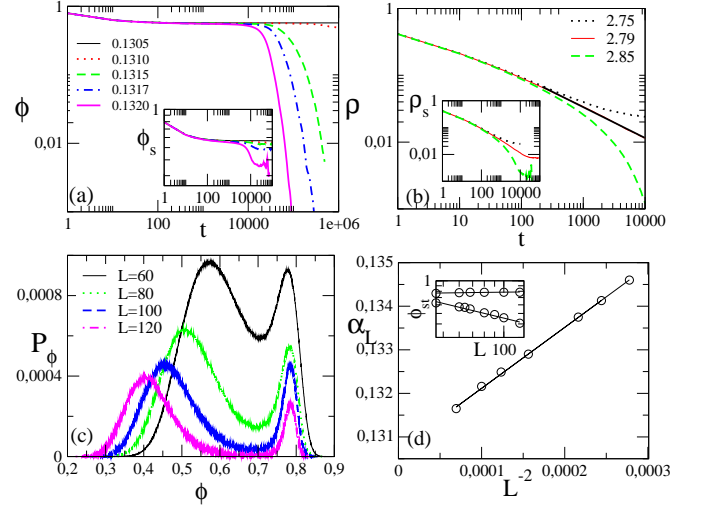 1
ϕ
0,01
0.1305
0.1310
0.1315
0.1317
0.1320
ϕs
1
1
100
10000
(a)
1
100
10000
1e+06
t
1
ρ
0,01
2.75
2.79
2.85
ρs
1
0,01
1
100
10000
(b)
1
10
100
1000
10000
t
0,0008
0,0004
0
Pϕ
L=60
L=80
L=100
L=120
(c)
0,2
0,3
0,4
0,5
0,6
0,7
0,8
0,9
ϕ
0,135
0,134
0,133
0,132
0,131
αL
ϕst
1
L
100
(d)
0
0,0001
0,0002
0,0003
L-2